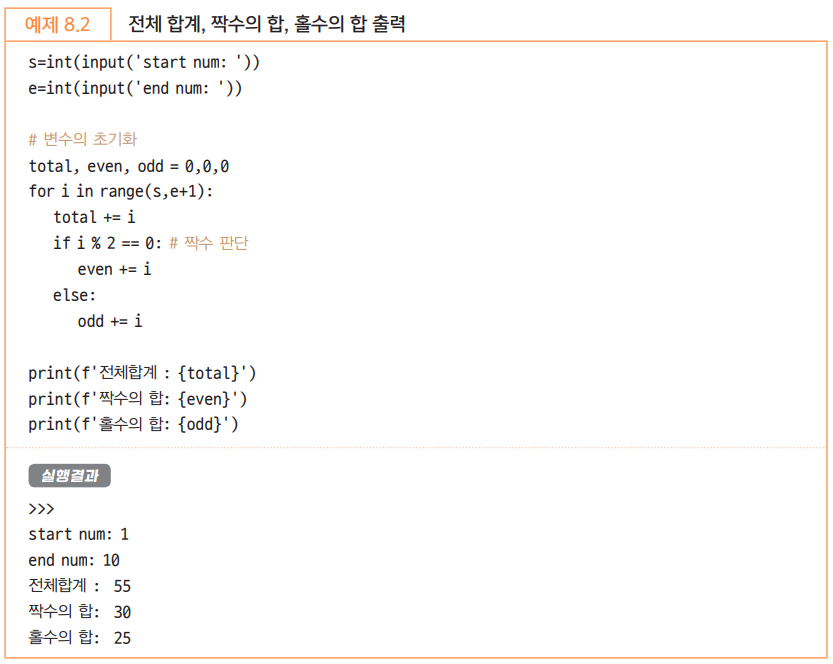 예제 8.2 전체 합계, 짝수의 합, 홀수의 합 출력
s=int(input('start num: '))
e=int(input('end num: '))
# 변수의 초기화
total, even, odd = 0,0,0
for i in range(s,e+1):
total += i
if i % 2 == 0: # 짝수 판단
even += i
else:
odd += i
print(f'전체합계 : {total}')
print(f'짝수의 합: {even}')
print(f'홀수의 합: {odd}')
실행결과
>>>
start num: 1
end num: 10
전체합계 : 55
짝수의 합: 30
홀수의 합: 25